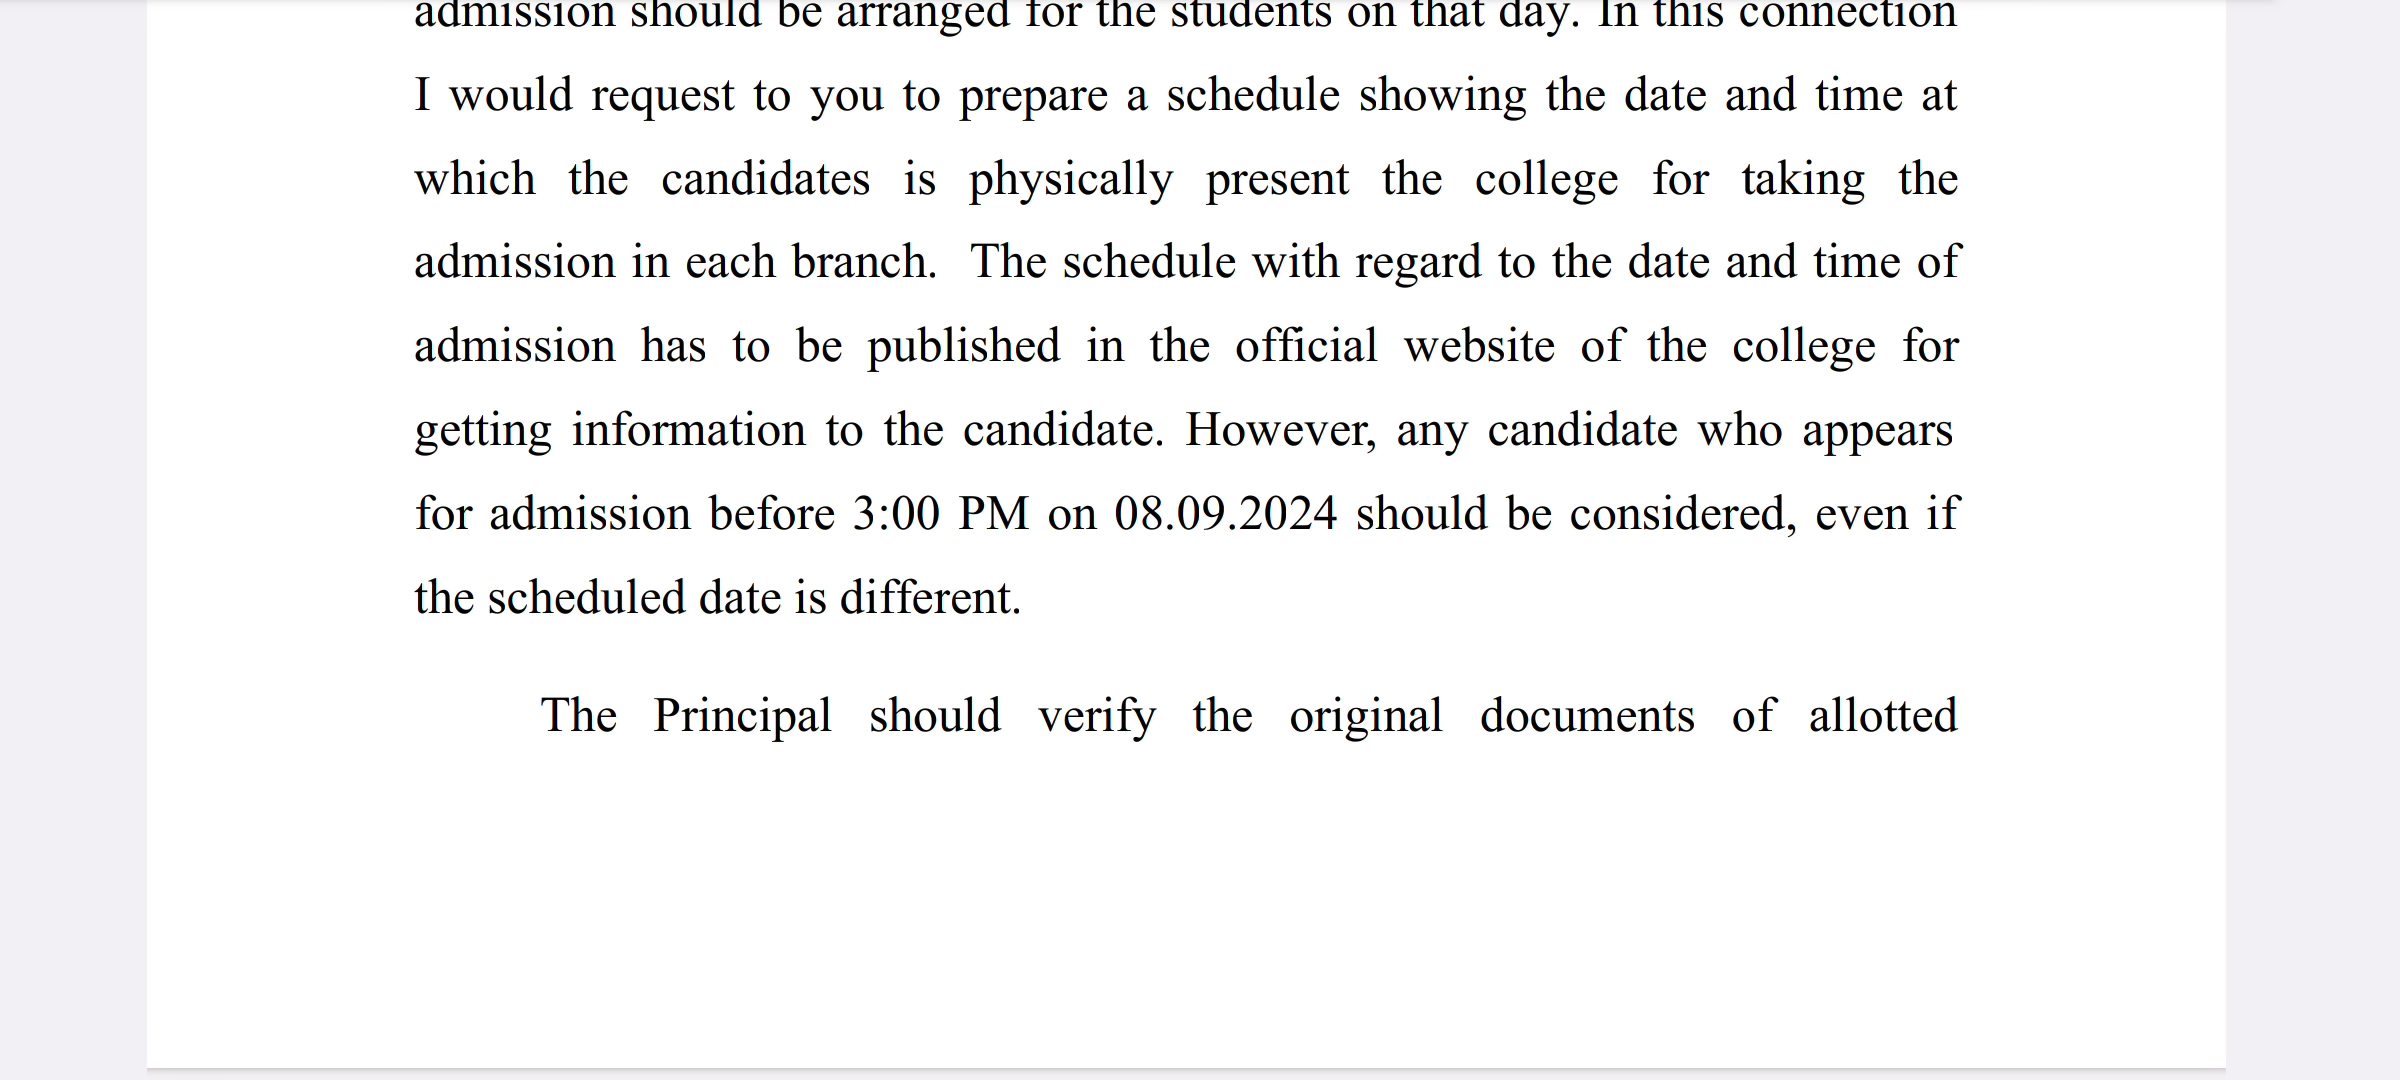 admission should be arranged for the students on that day. In this connection
I would request to you to prepare a schedule showing the date and time at
which the candidates is physically present the college for taking the
admission in each branch.  The schedule with regard to the date and time of
admission has to be published in the official website of the college for
getting information to the candidate. However, any candidate who appears
for admission before 3:00 PM on 08.09.2024 should be considered, even if
the scheduled date is different.
The Principal should verify the original documents of allotted